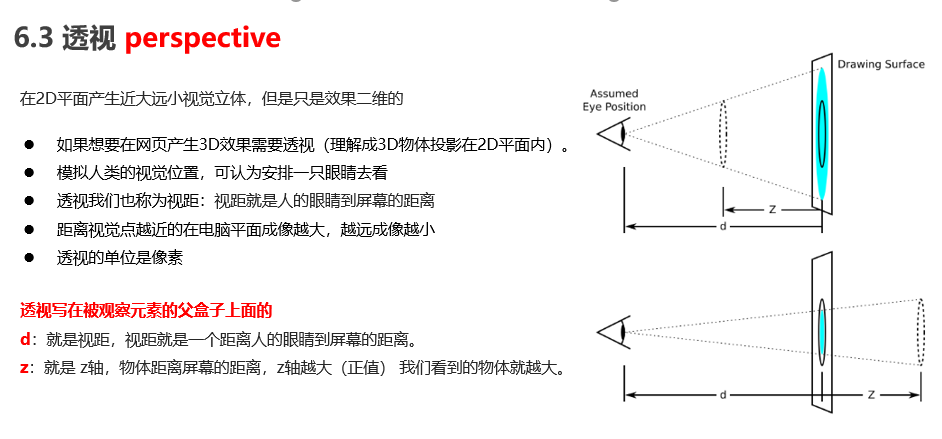 6.3 透视 perspective
在2D平面产生近大远小视觉立体，但是只是效果二维的
● 如果想要在网页产生3D效果需要透视（理解成3D物体投影在2D平面内）。
● 模拟人类的视觉位置，可认为安排一只眼睛去看
● 透视我们也称为视距：视距就是人的眼睛到屏幕的距离
● 距离视觉点越近的在电脑平面成像越大，越远成像越小
● 透视的单位是像素
透视写在被观察元素的父盒子上面的
d：就是视距，视距就是一个距离人的眼睛到屏幕的距离。
z：就是 z轴，物体距离屏幕的距离，z轴越大（正值） 我们看到的物体就越大。
Drawing Surface
Assumed
Eye Position
Z
d
d
Z